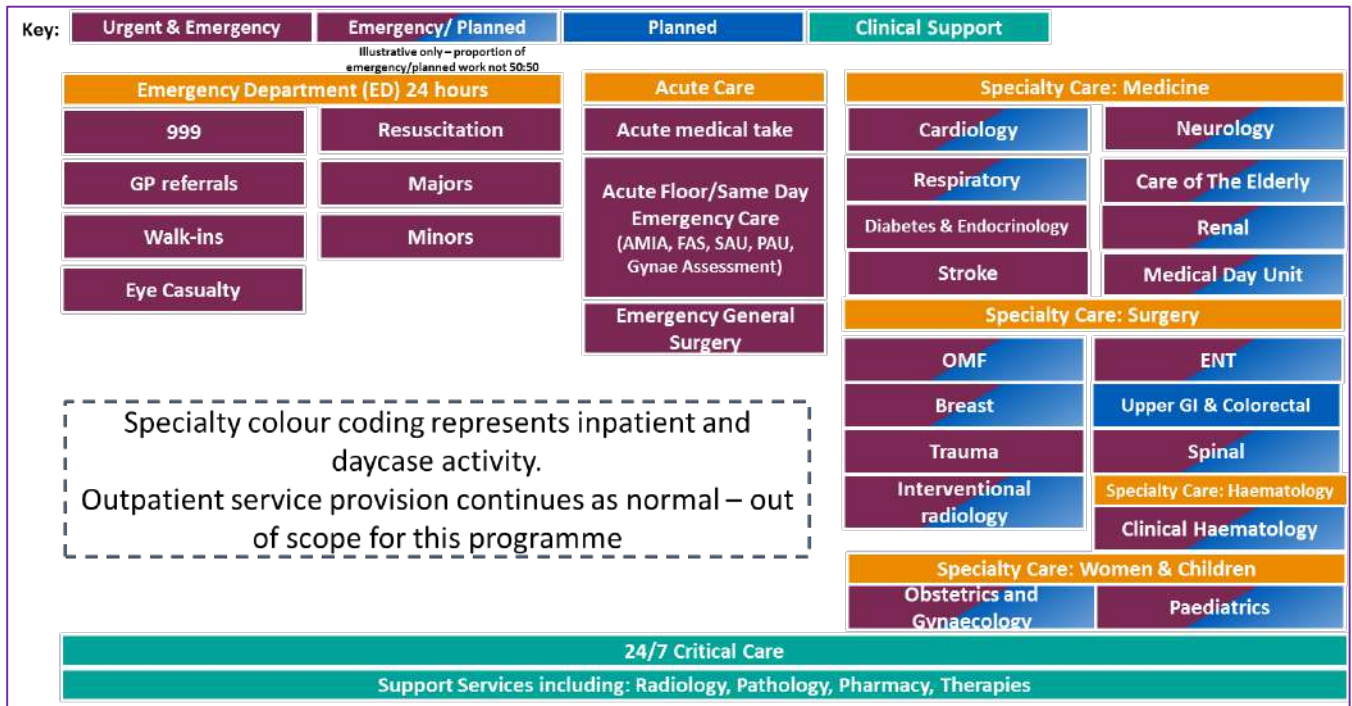 Key:
Urgent & Emergency
Emergency/ Planned
Planned
Clinical Support
Illustrative only – proportion of
emergency/planned work not 50:50
Emergency Department (ED) 24 hours
999
Resuscitation
GP referrals
Majors
Walk-ins
Minors
Eye Casualty
Acute Care
Acute medical take
Acute Floor/Same Day
Emergency Care
(AMIA, FAS, SAU, PAU,
Gynae Assessment)
Emergency General
Surgery
Specialty Care: Medicine
Cardiology
Neurology
Respiratory
Care of The Elderly
Diabetes & Endocrinology
Renal
Stroke
Medical Day Unit
Specialty Care: Surgery
OMF
ENT
Breast
Upper GI & Colorectal
Trauma
Spinal
Interventional
radiology
Specialty Care: Haematology
Clinical Haematology
Specialty Care: Women & Children
Obstetrics and
Gynaecology
Paediatrics
Specialty colour coding represents inpatient and
daycase activity.
Outpatient service provision continues as normal – out
of scope for this programme
24/7 Critical Care
Support Services including: Radiology, Pathology, Pharmacy, Therapies